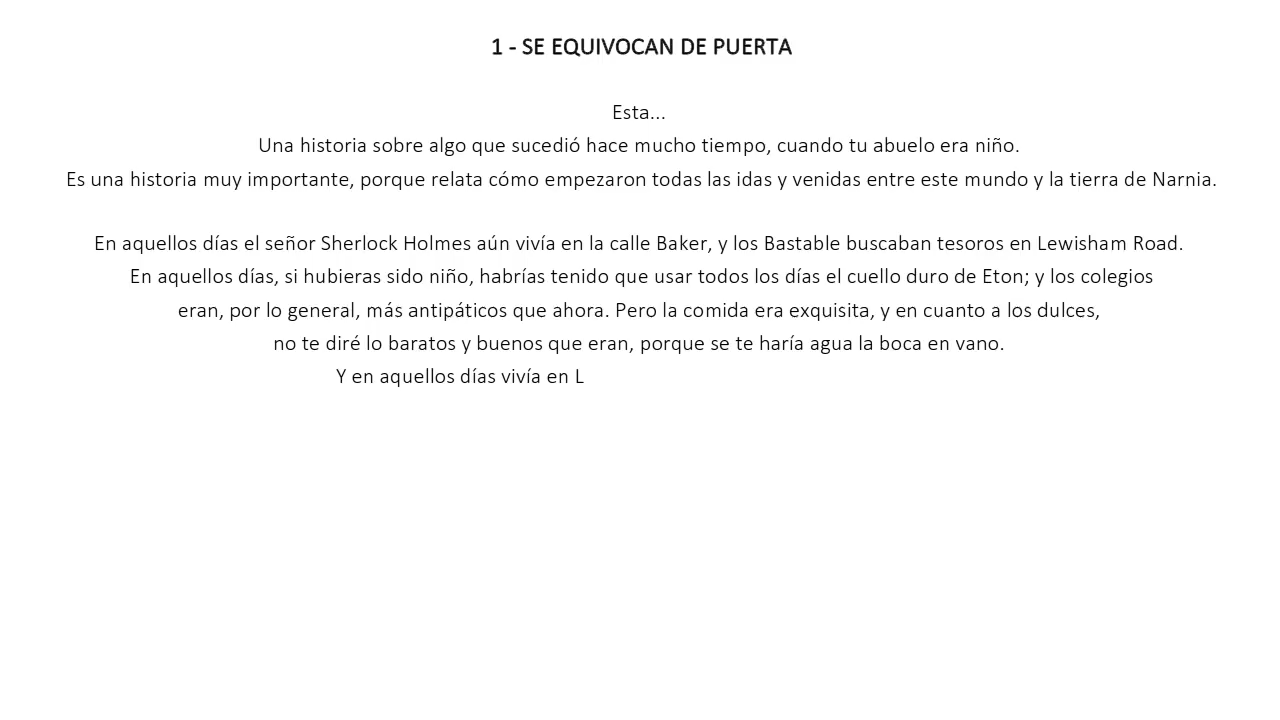 1 - SE EQUIVOCAN DE PUERTA
Esta...
Una historia sobre algo que sucedió hace mucho tiempo, cuando tu abuelo era niño.
Es una historia muy importante, porque relata cómo empezaron todas las idas y venidas entre este mundo y la tierra de Narnia.
En aquellos días el señor Sherlock Holmes aún vivía en la calle Baker, y los Bastable buscaban tesoros en Lewisham Road.
En aquellos días, si hubieras sido niño, habrías tenido que usar todos los días el cuello duro de Eton; y los colegios
eran, por lo general, más antipáticos que ahora. Pero la comida era exquisita, y en cuanto a los dulces,
no te diré lo baratos y buenos que eran, porque se te haría agua la boca en vano.
Y en aquellos días vivía en L